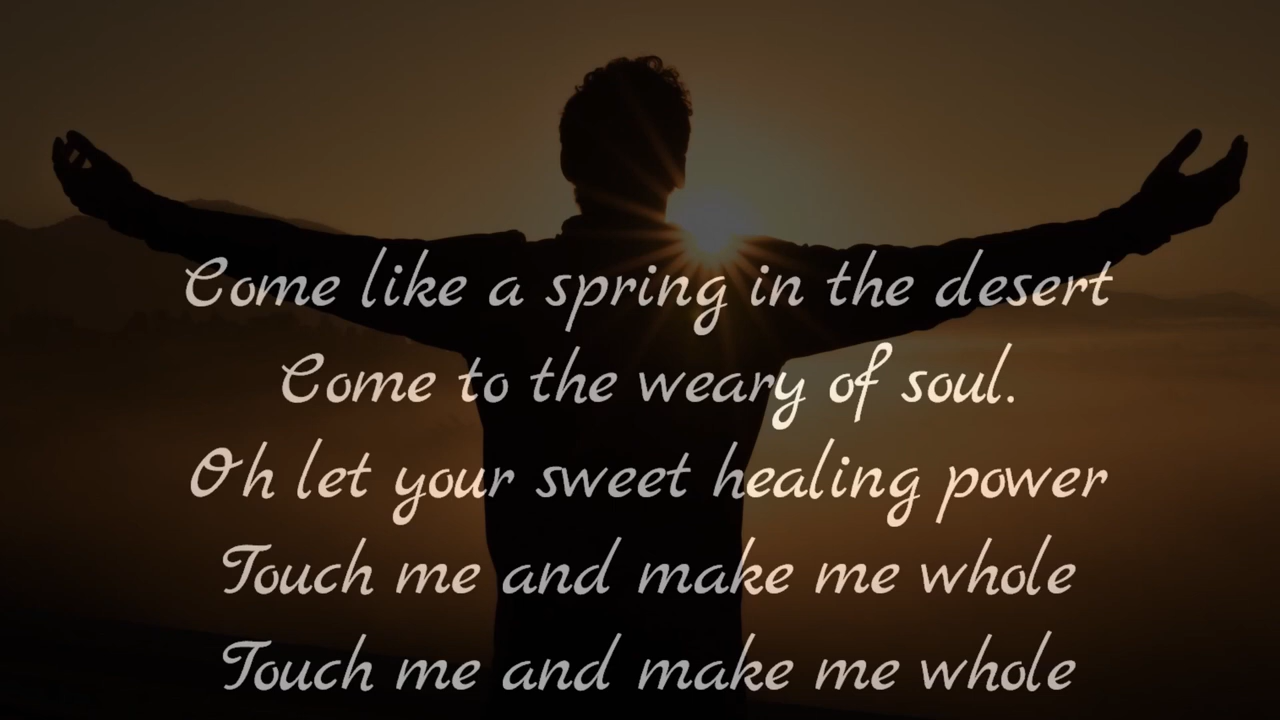 Come like a spring in the desert
Come to the weary of soul.
Oh let your sweet healing power
Touch me and make me whole
Touch me and make me whole